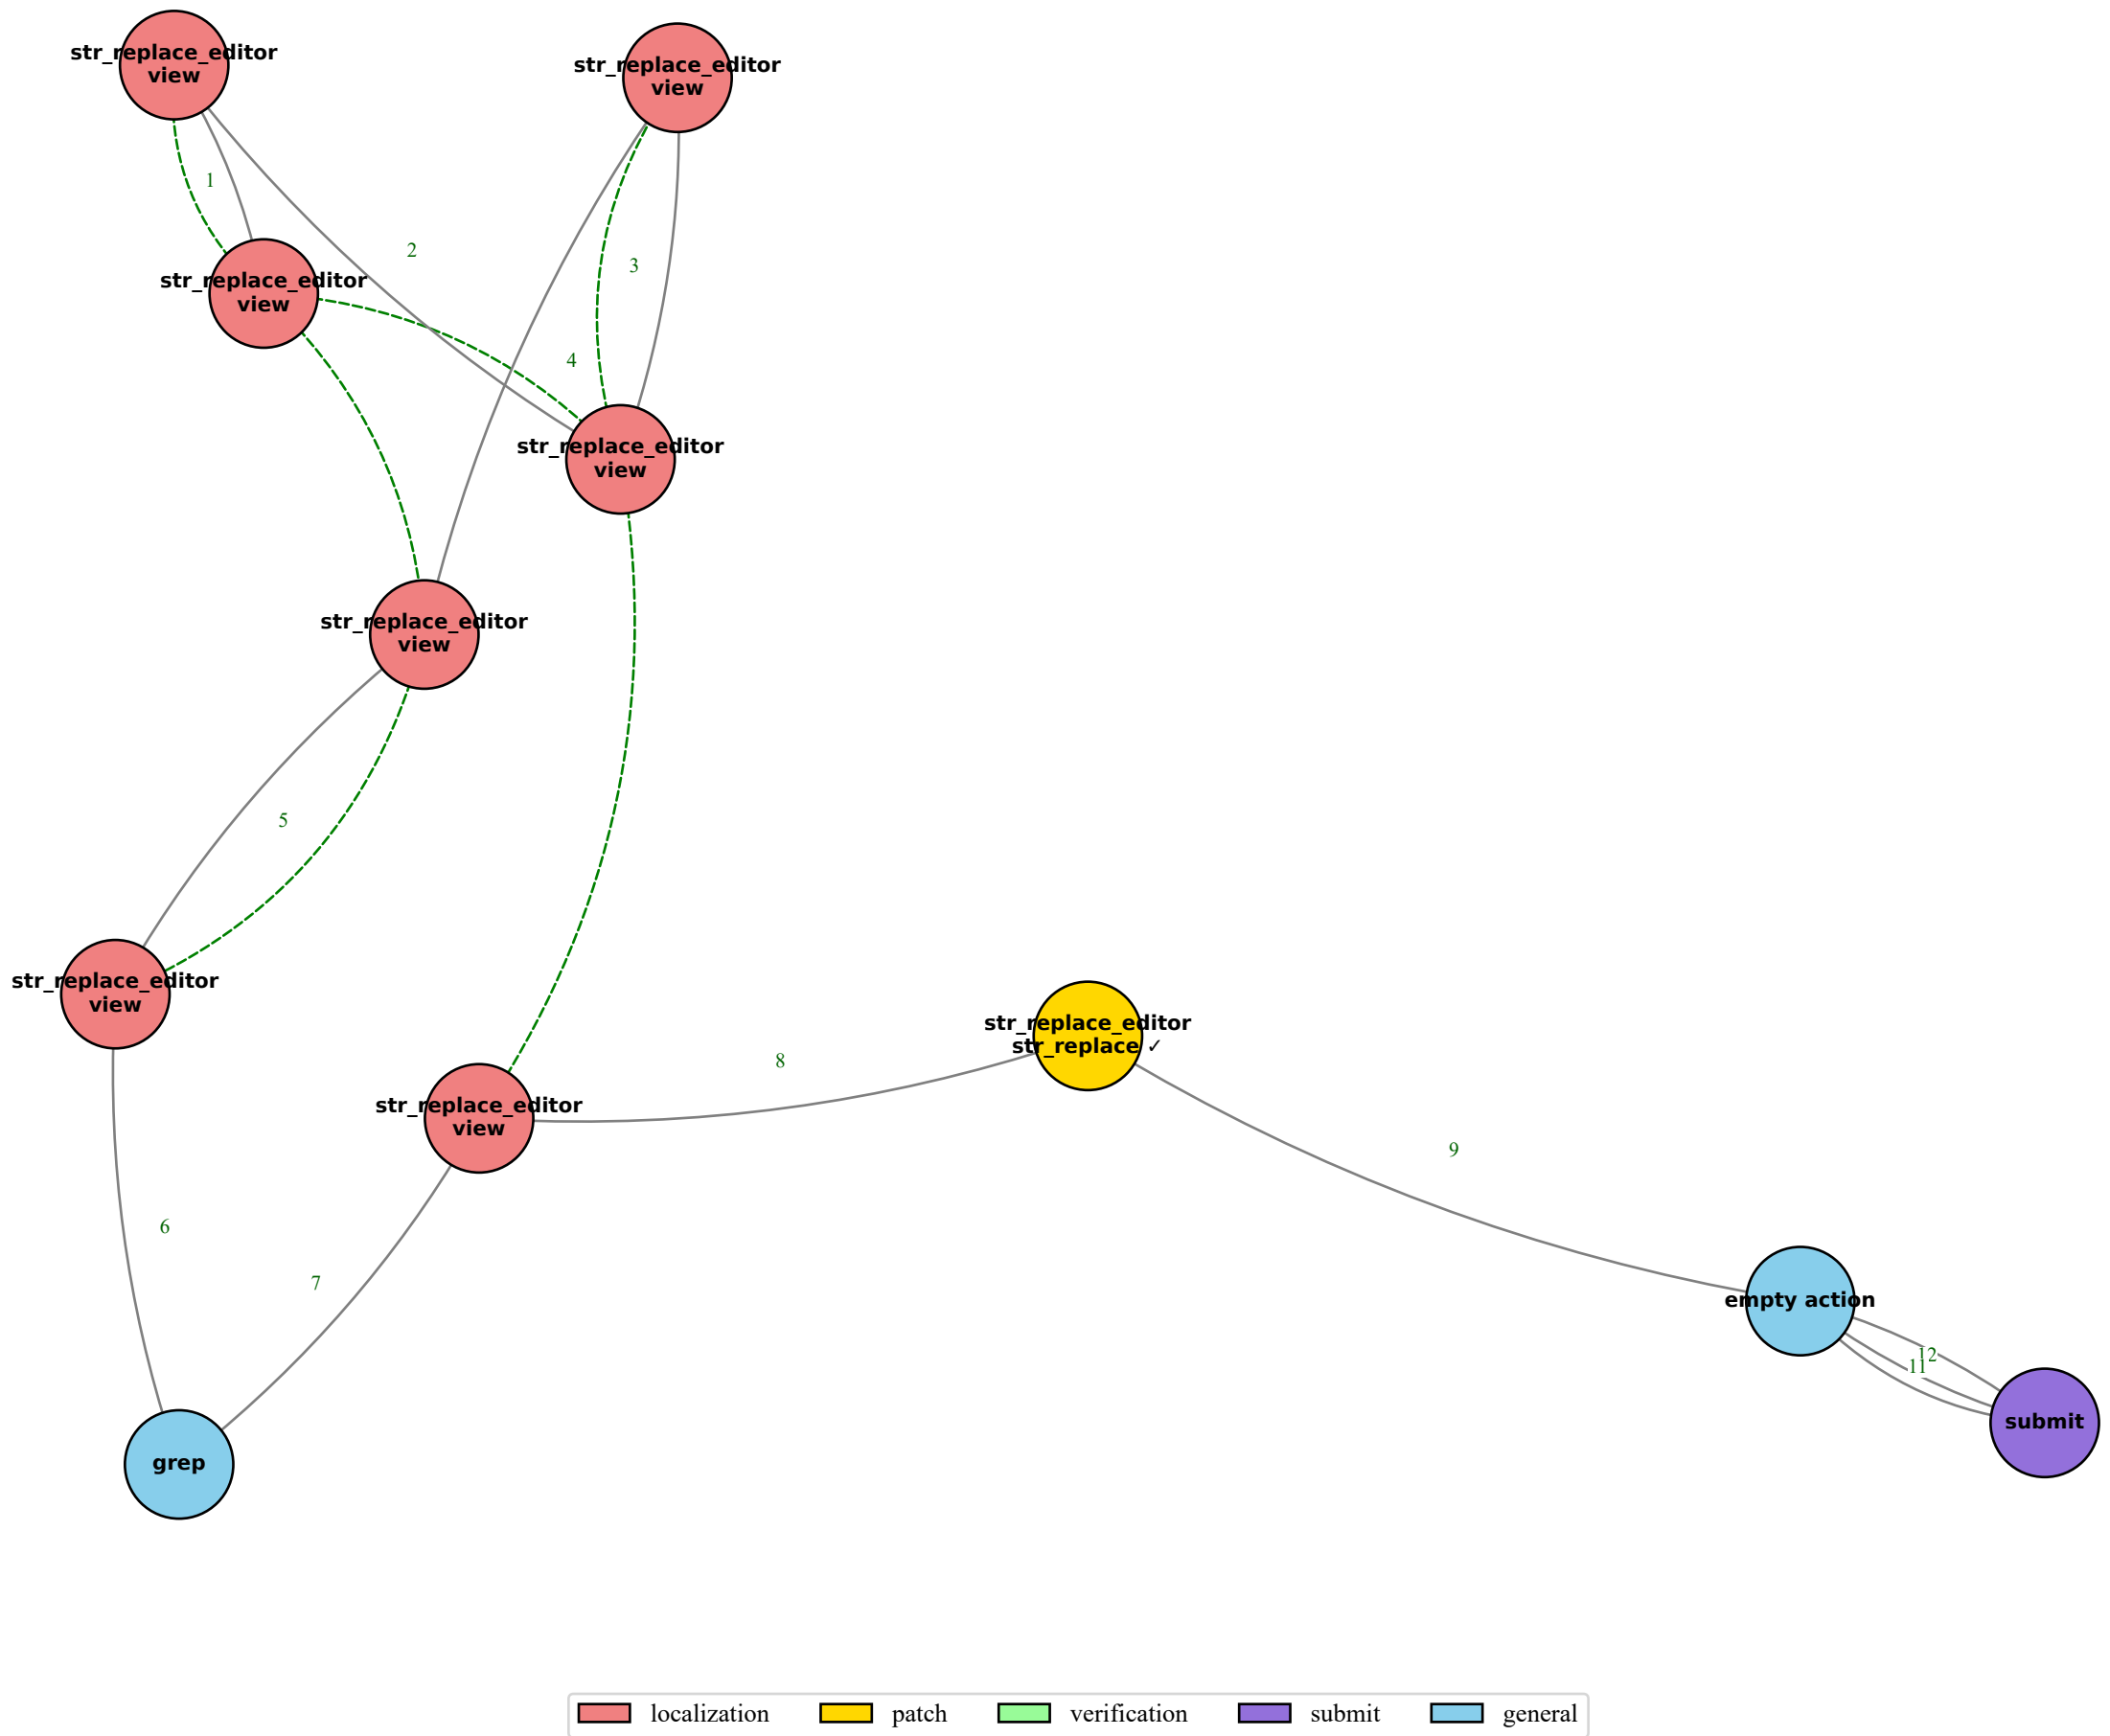 str_replace_editor
view
str_replace_editor
view
1
2
3
str_replace_editor
view
4
str_replace_editor
view
str_replace_editor
view
5
str_replace_editor
view
str_replace_editor
str_replace ✓
8
str_replace_editor
view
9
6
7
empty action
12
11
submit
grep
localization
patch
verification
submit
general